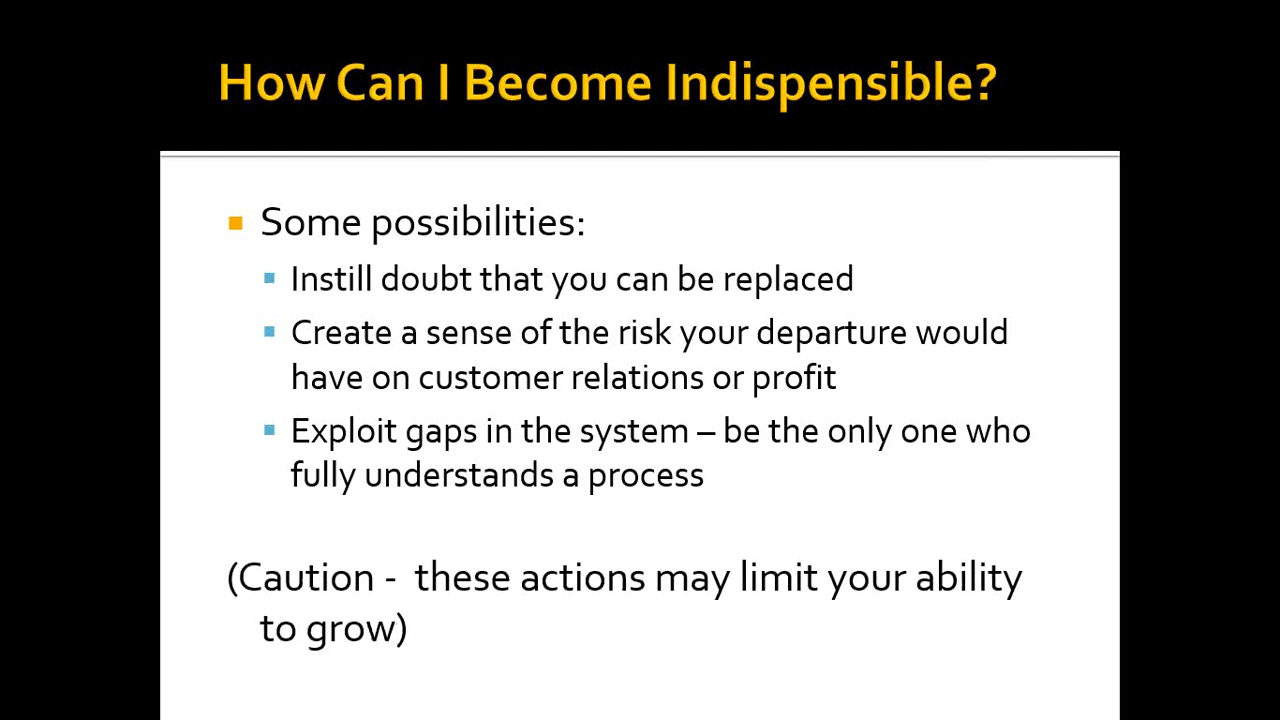 How Can I Become Indispensible?
Some possibilities:
Instill doubt that you can be replaced
Create a sense of the risk your departure would
have on customer relations or profit
Exploit gaps in the system – be the only one who
fully understands a process
(Caution -  these actions may limit your ability
to grow)